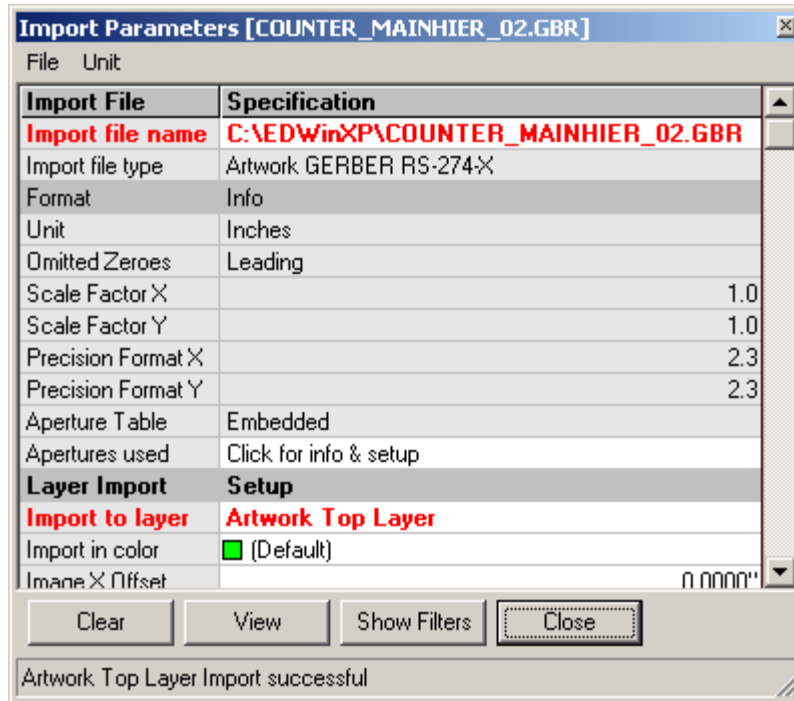 Import Parameters [COUNTER_MAINHIER_02.GBR]
File Unit
Import File Specification
Import file name C:\EDWinXP\COUNTER_MAINHIER_02.GBR
Import file type Artwork GERBER RS-274-X
Format Info
Unit Inches
Omitted Zeroes Leading
Scale Factor X 1.0
Scale Factor Y 1.0
Precision Format X 2.3
Precision Format Y 2.3
Aperture Table Embedded
Apertures used Click for info & setup
Layer Import Setup
Import to layer Artwork Top Layer
Import in color (Default)
Image X Offset 0.0000"
Clear View Show Filters Close
Artwork Top Layer Import successful